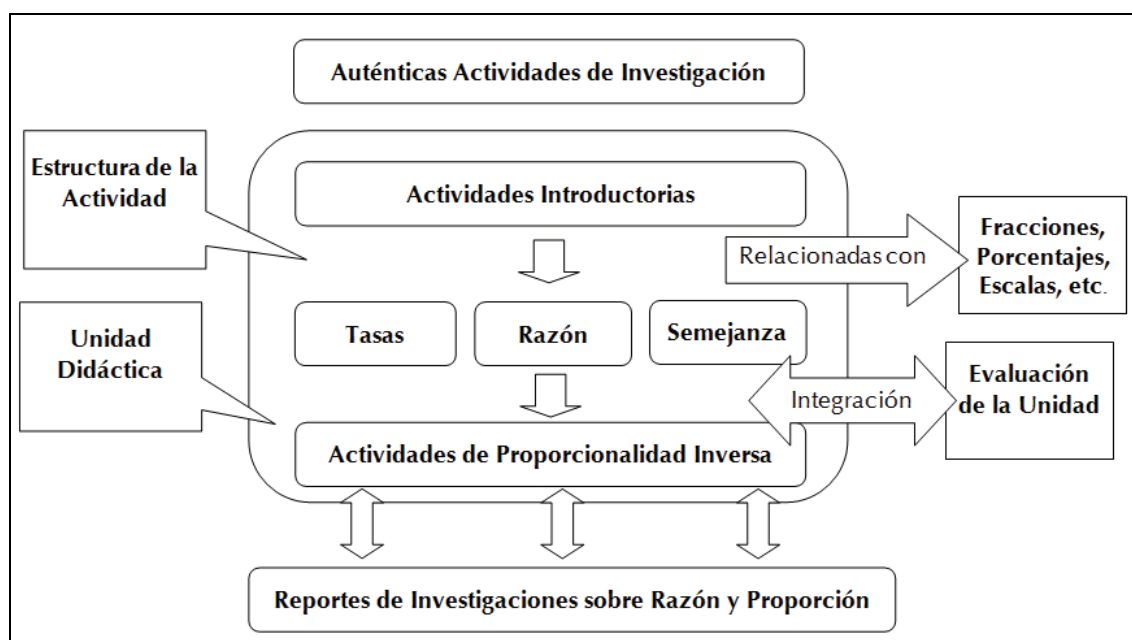 Auténticas Actividades de Investigación
Estructura de la
Actividad
Actividades Introductorias
Relacionadas con
Fracciones,
Porcentajes,
Escalas, etc.
Unidad
Didáctica
Tasas
Razón
Semejanza
Integración
Evaluación
de la Unidad
Actividades de Proporcionalidad Inversa
Reportes de Investigaciones sobre Razón y Proporción